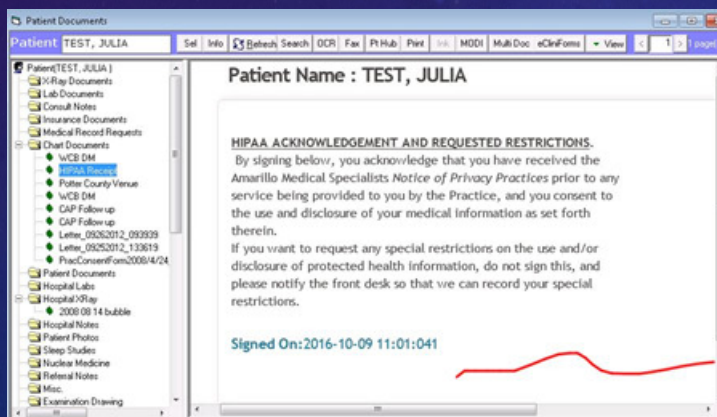 Patient Documents
Patient TEST, JULIA Sel Info Refresh Search OCR Fax Pt Hub Print Ink MODI Multi Doc eCliniForms View < 1 > 1 page(
Patient(TEST, JULIA )
X-Ray Documents
Lab Documents
Consult Notes
Insurance Documents
Medical Record Requests
Chart Documents
WCB DM
HIPAA Receipt
Potter County Venue
WCB DM
CAP Follow up
CAP Follow up
Letter_09262012_093939
Letter_09252012_133619
PracConsentForm2008/4/24
Patient Documents
Hospital Labs
Hospital XRay
2008 08 14 bubble
Hospital Notes
Patient Photos
Sleep Studies
Nuclear Medicine
Referral Notes
Misc.
Examination Drawing
Patient Name : TEST, JULIA
HIPAA ACKNOWLEDGEMENT AND REQUESTED RESTRICTIONS.
By signing below, you acknowledge that you have received the
Amarillo Medical Specialists Notice of Privacy Practices prior to any
service being provided to you by the Practice, and you consent to
the use and disclosure of your medical information as set forth
therein.
If you want to request any special restrictions on the use and/or
disclosure of protected health information, do not sign this, and
please notify the front desk so that we can record your special
restrictions.
Signed On:2016-10-09 11:01:041